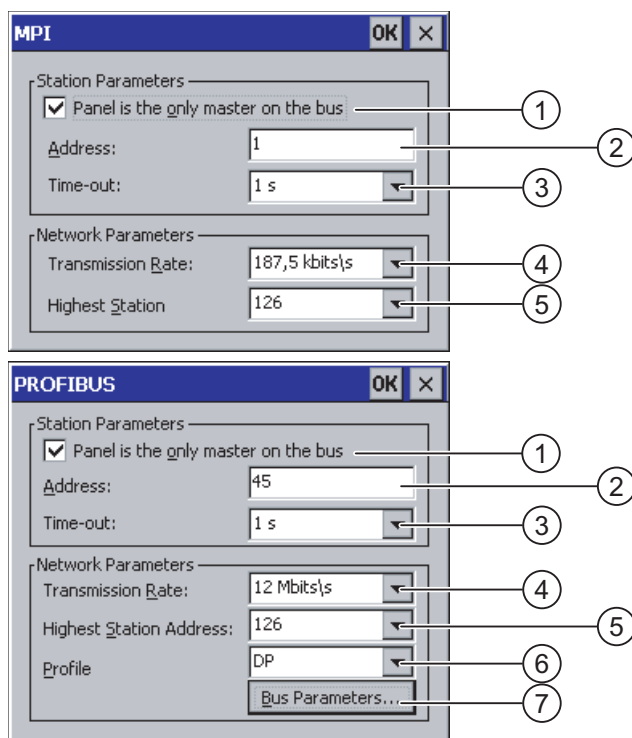 MPI OK ×
Station Parameters
Panel is the only master on the bus 1
Address: 1 2
Time-out: 1 s 3
Network Parameters
Transmission Rate: 187,5 kbits\s 4
Highest Station 126 5
PROFIBUS OK ×
Station Parameters
Panel is the only master on the bus 1
Address: 45 2
Time-out: 1 s 3
Network Parameters
Transmission Rate: 12 Mbits\s 4
Highest Station Address: 126 5
Profile DP 6
Bus Parameters... 7